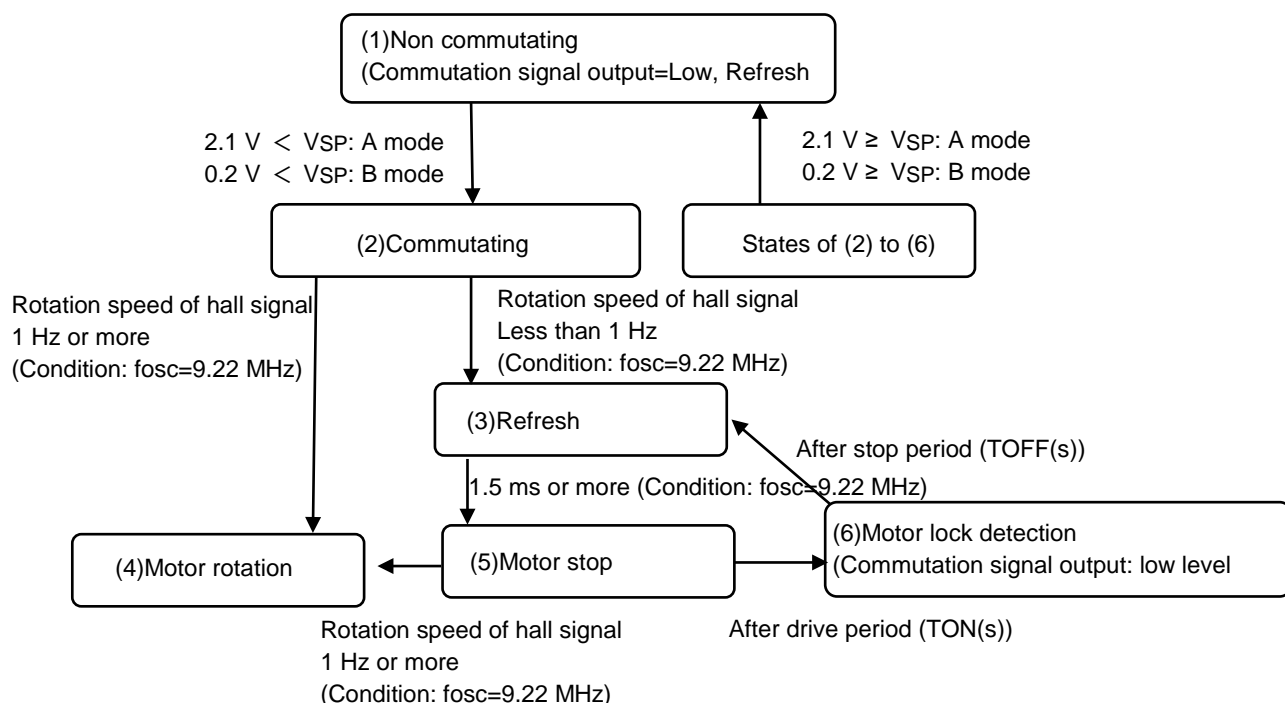 (1)Non commutating
(Commutation signal output=Low, Refresh
2.1 V ＜ VSP: A mode
0.2 V ＜ VSP: B mode
2.1 V ≥ VSP: A mode
0.2 V ≥ VSP: B mode
(2)Commutating
States of (2) to (6)
Rotation speed of hall signal
1 Hz or more
(Condition: fosc=9.22 MHz)
Rotation speed of hall signal
Less than 1 Hz
(Condition: fosc=9.22 MHz)
(3)Refresh
After stop period (TOFF(s))
1.5 ms or more (Condition: fosc=9.22 MHz)
(4)Motor rotation
(5)Motor stop
(6)Motor lock detection
(Commutation signal output: low level
Rotation speed of hall signal
1 Hz or more
(Condition: fosc=9.22 MHz)
After drive period (TON(s))